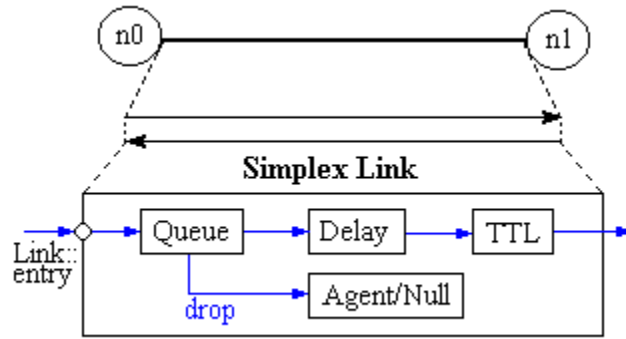 n0
n1
Simplex Link
Queue
Delay
TTL
Link::
entry
drop
Agent/Null